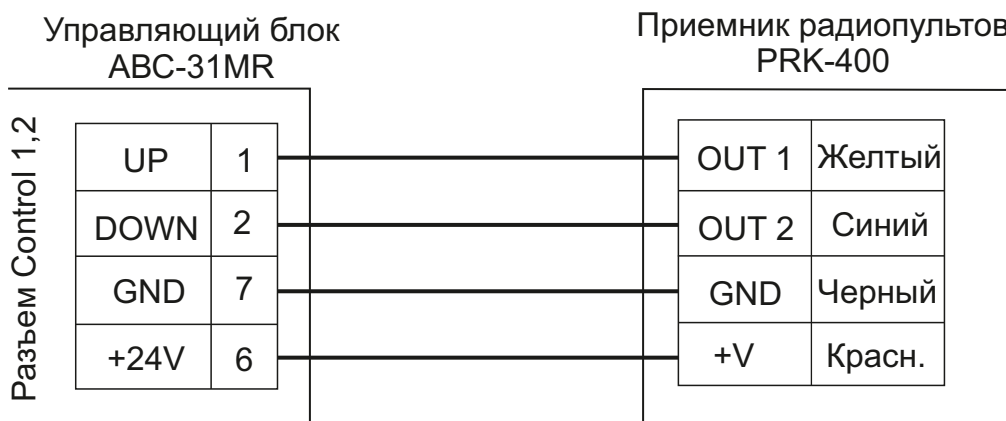 Управляющий блок
ABC-31MR
Приемник радиопультов
PRK-400
Разъем Control 1,2
UP 1
DOWN 2
GND 7
+24V 6
OUT 1 Желтый
OUT 2 Синий
GND Черный
+V Красн.